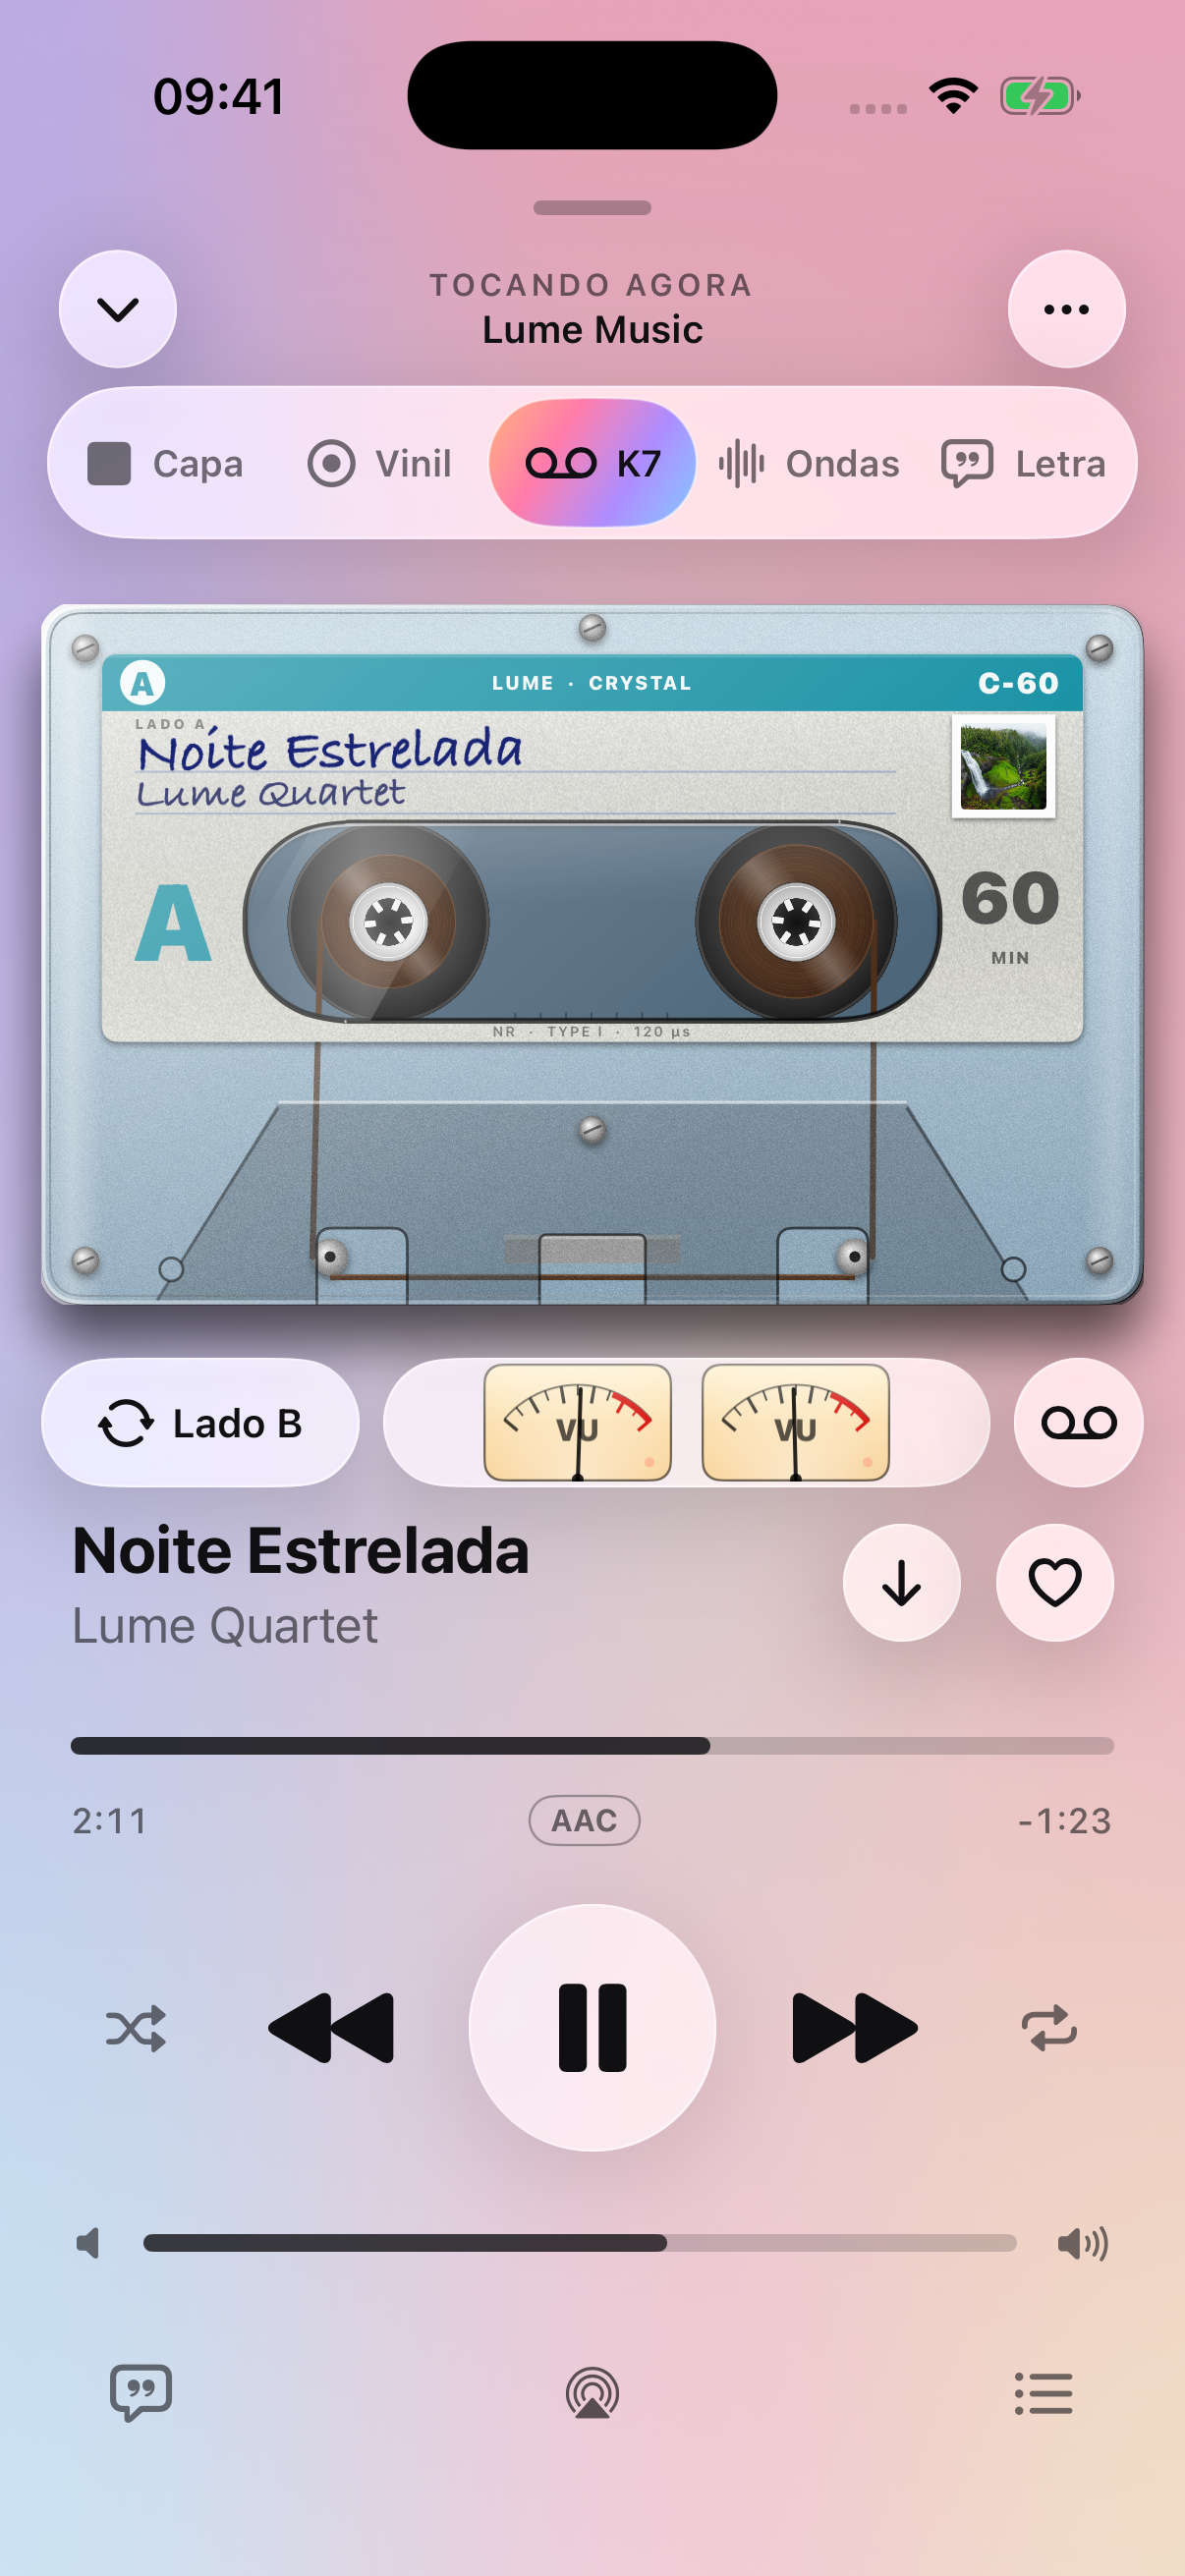 09:41
TOCANDO AGORA
Lume Music
Capa Vinil K7 Ondas Letra
A LUME · CRYSTAL C-60
LADO A
Noite Estrelada
Lume Quartet
A 60
MIN
NR · TYPE I · 120 µs
Lado B VU VU
Noite Estrelada
Lume Quartet
2:11 AAC -1:23